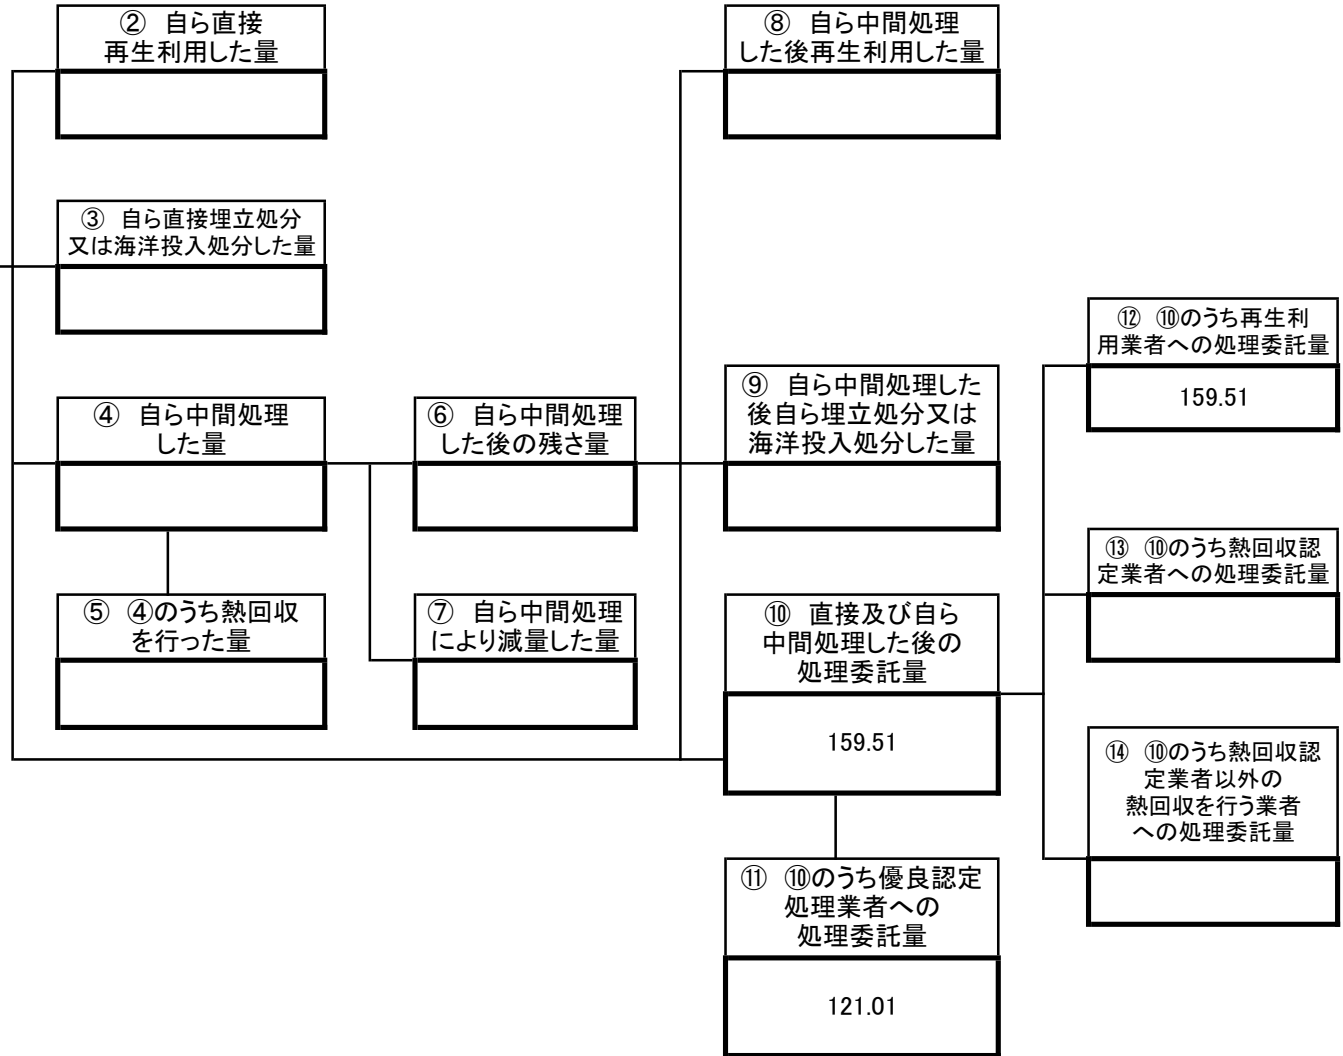 ② 自ら直接
再生利用した量
⑧ 自ら中間処理
した後再生利用した量
③ 自ら直接埋立処分
又は海洋投入処分した量
⑫ ⑩のうち再生利
用業者への処理委託量
159.51
④ 自ら中間処理
した量
⑥ 自ら中間処理
した後の残さ量
⑨ 自ら中間処理した
後自ら埋立処分又は
海洋投入処分した量
⑬ ⑩のうち熱回収認
定業者への処理委託量
⑤ ④のうち熱回収
を行った量
⑦ 自ら中間処理
により減量した量
⑩ 直接及び自ら
中間処理した後の
処理委託量
159.51
⑭ ⑩のうち熱回収認
定業者以外の
熱回収を行う業者
への処理委託量
⑪ ⑩のうち優良認定
処理業者への
処理委託量
121.01